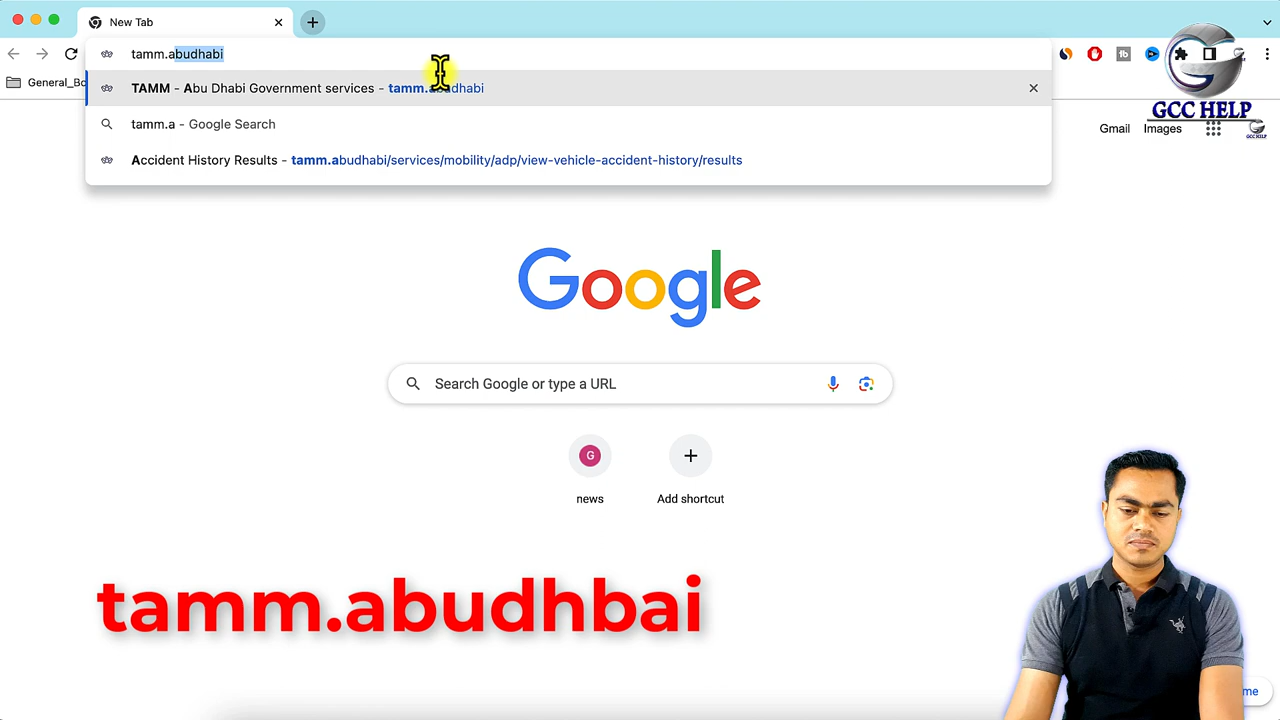 New Tab
tamm.abudhabi
TAMM - Abu Dhabi Government services - tamm.abudhabi
tamm.a - Google Search
Accident History Results - tamm.abudhabi/services/mobility/adp/view-vehicle-accident-history/results
General_Bo
GCC HELP
Gmail
Images
Google
Search Google or type a URL
G
news
Add shortcut
tamm.abudhbai
me